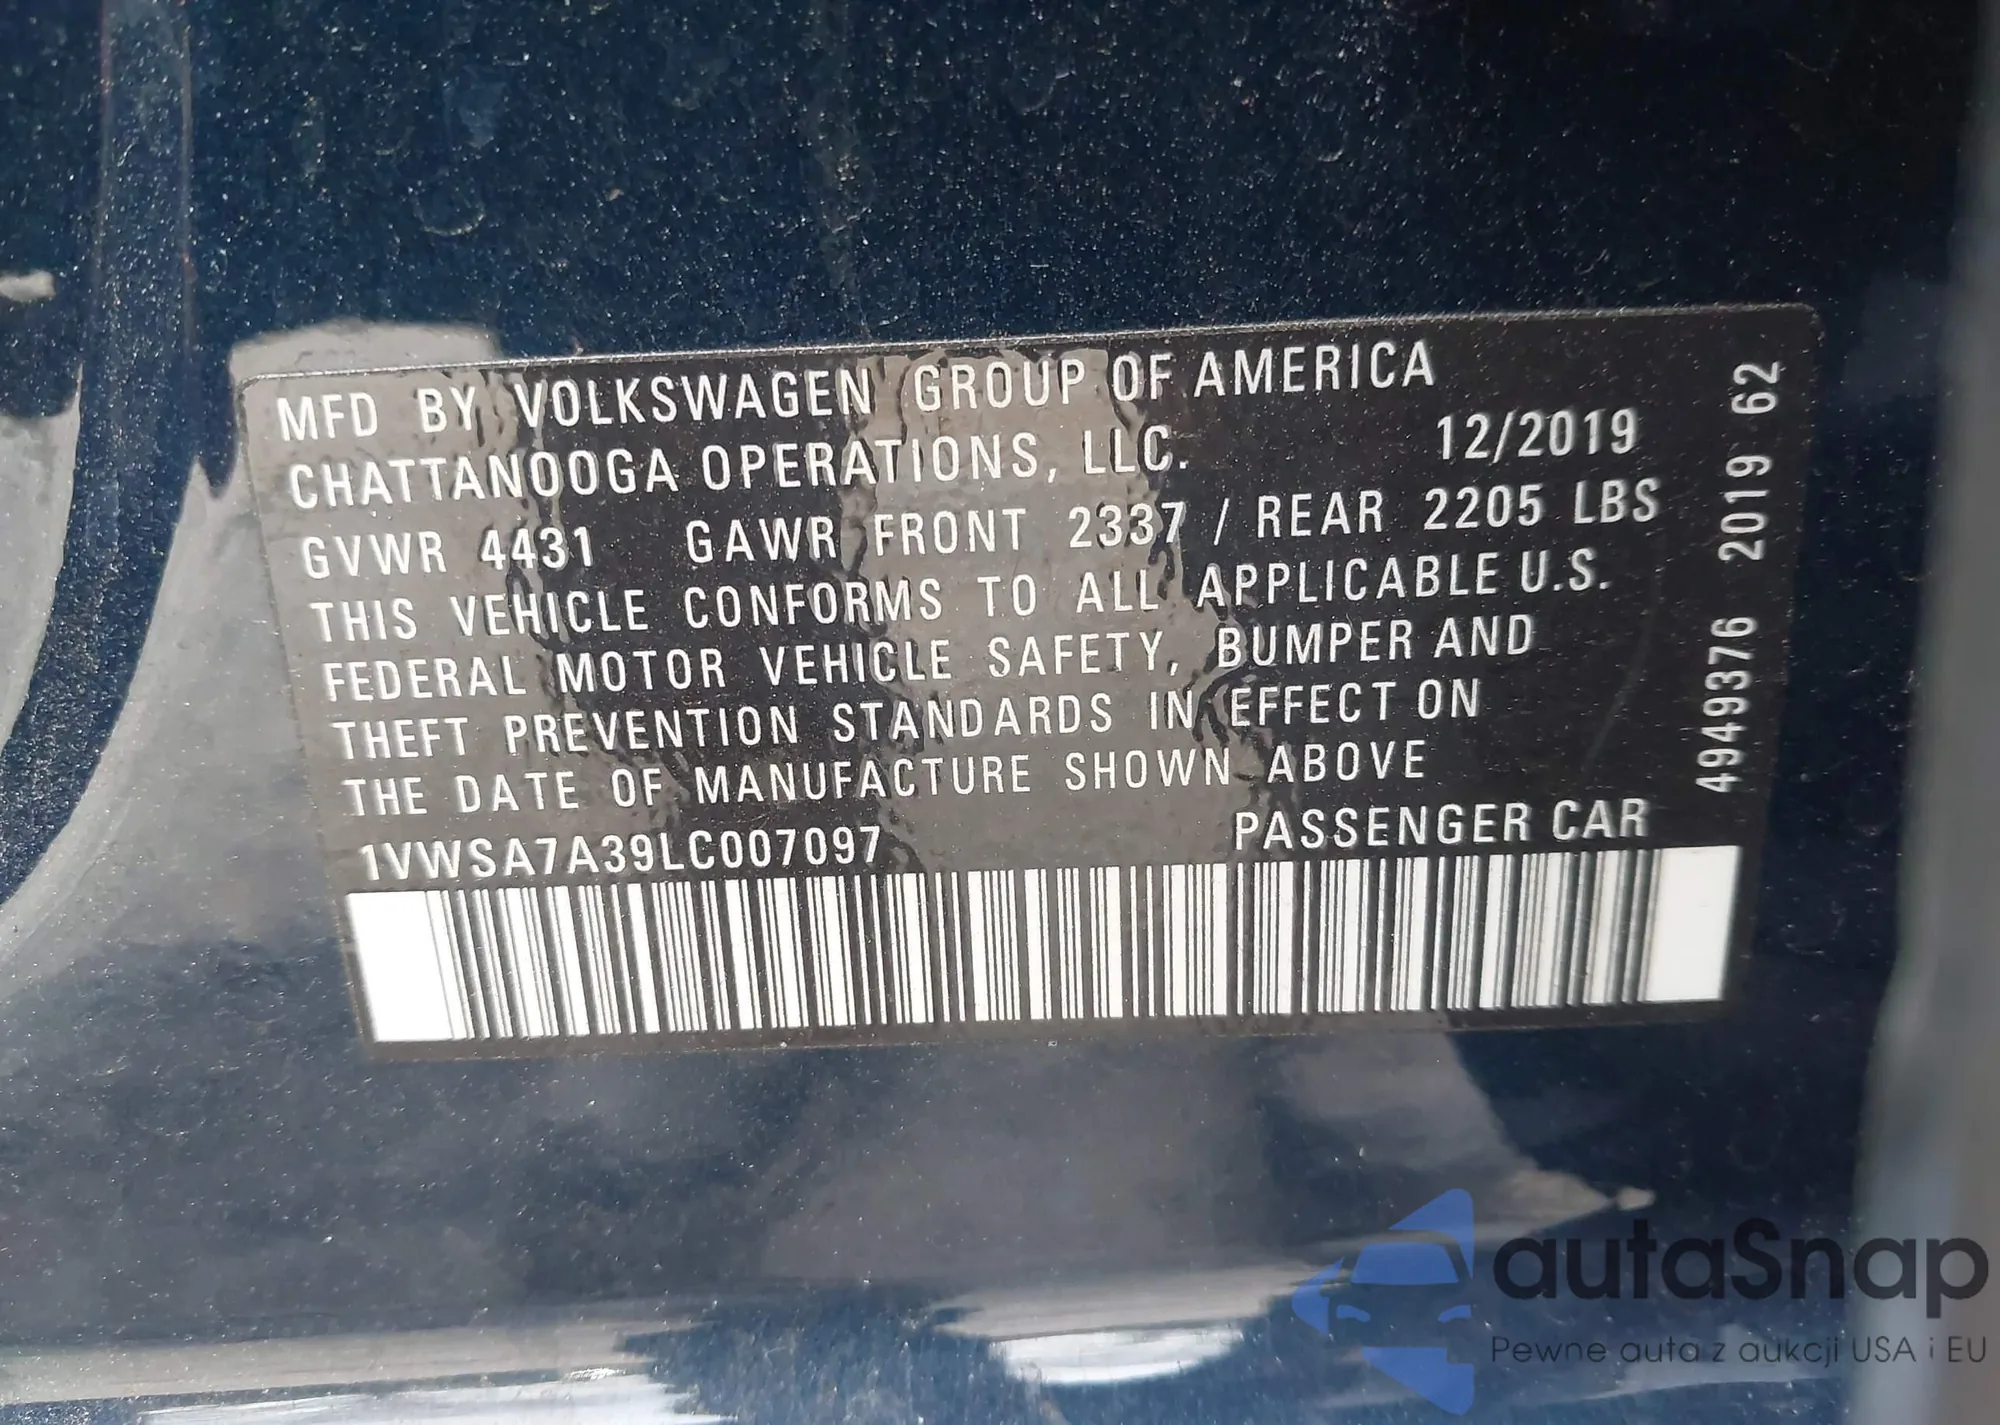 MFD BY VOLKSWAGEN GROUP OF AMERICA
CHATTANOOGA OPERATIONS, LLC. 12/2019
GVWR 4431 GAWR FRONT 2337 / REAR 2205 LBS
THIS VEHICLE CONFORMS TO ALL APPLICABLE U.S.
FEDERAL MOTOR VEHICLE SAFETY, BUMPER AND
THEFT PREVENTION STANDARDS IN EFFECT ON
THE DATE OF MANUFACTURE SHOWN ABOVE
1VWSA7A39LC007097 PASSENGER CAR
4949376 2019 62
autaSnap
Pewne auta z aukcji USA i EU